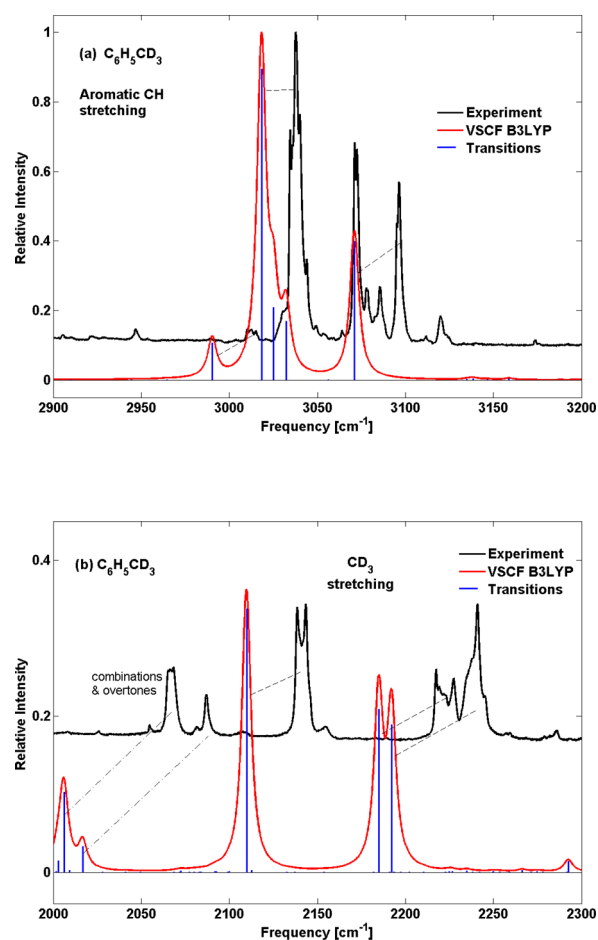 (a) C6H5CD3
Aromatic CH
stretching
Experiment
VSCF B3LYP
Transitions
Relative Intensity
1
0.8
0.6
0.4
0.2
0
2900 2950 3000 3050 3100 3150 3200
Frequency [cm-1]
(b) C6H5CD3
CD3
stretching
Experiment
VSCF B3LYP
Transitions
combinations
& overtones
Relative Intensity
0.4
0.2
0
2000 2050 2100 2150 2200 2250 2300
Frequency [cm-1]